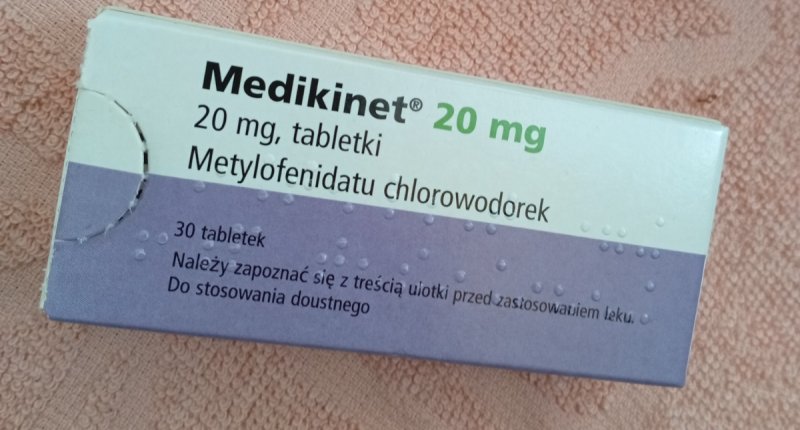 Medikinet® 20 mg
20 mg, tabletki
Metylofenidatu chlorowodorek
30 tabletek
Należy zapoznać się z treścią ulotki przed zastosowaniem leku.
Do stosowania doustnego